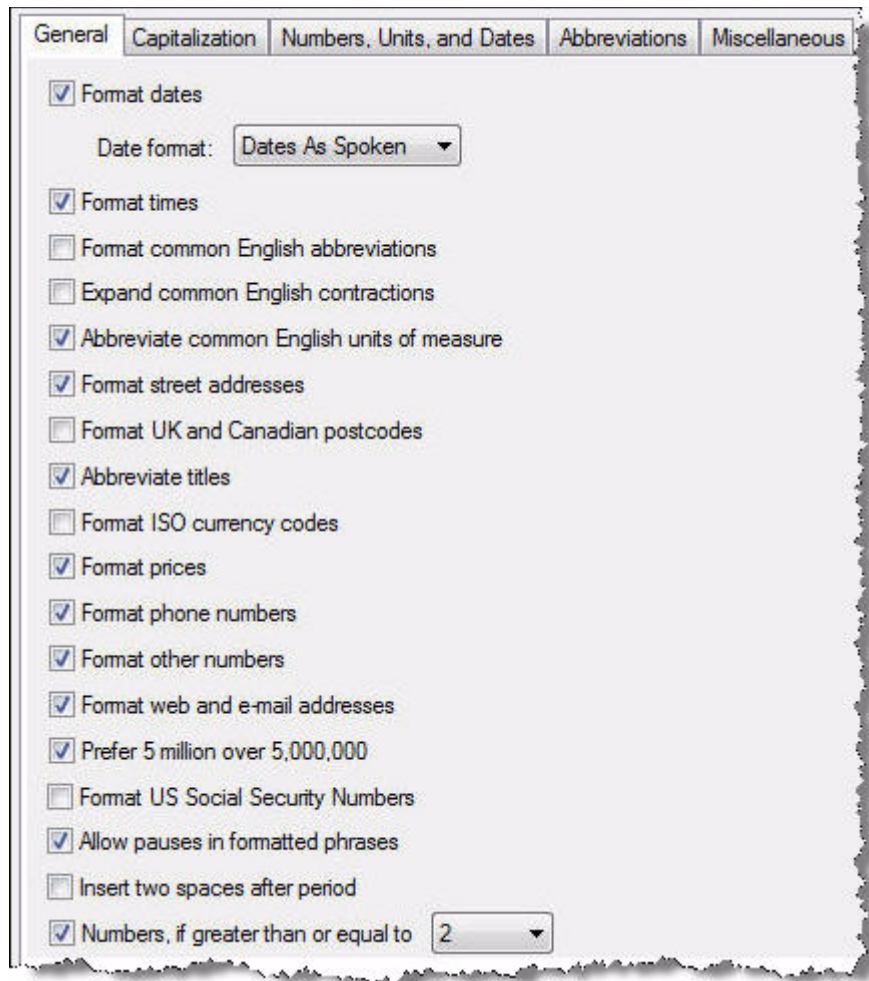 General Capitalization Numbers, Units, and Dates Abbreviations Miscellaneous
Format dates
Date format: Dates As Spoken
Format times
Format common English abbreviations
Expand common English contractions
Abbreviate common English units of measure
Format street addresses
Format UK and Canadian postcodes
Abbreviate titles
Format ISO currency codes
Format prices
Format phone numbers
Format other numbers
Format web and e-mail addresses
Prefer 5 million over 5,000,000
Format US Social Security Numbers
Allow pauses in formatted phrases
Insert two spaces after period
Numbers, if greater than or equal to 2